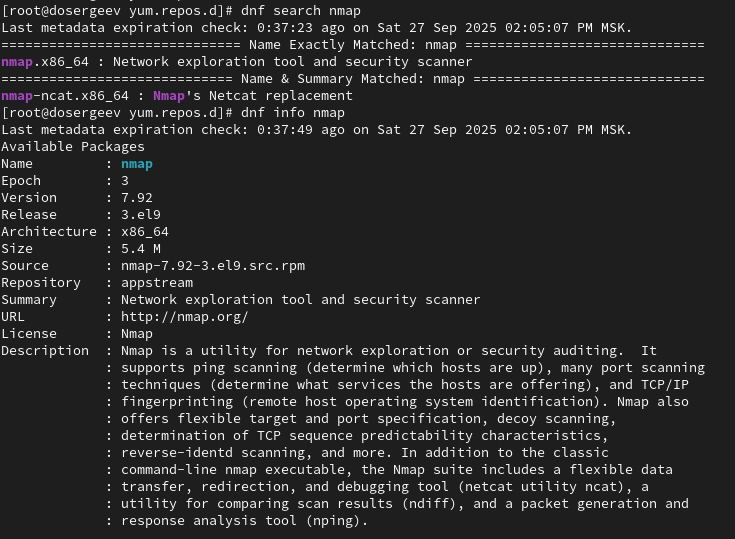 [root@dosergeev yum.repos.d]# dnf search nmap
Last metadata expiration check: 0:37:23 ago on Sat 27 Sep 2025 02:05:07 PM MSK.
============================== Name Exactly Matched: nmap ==============================
nmap.x86_64 : Network exploration tool and security scanner
============================= Name & Summary Matched: nmap =============================
nmap-ncat.x86_64 : Nmap's Netcat replacement
[root@dosergeev yum.repos.d]# dnf info nmap
Last metadata expiration check: 0:37:49 ago on Sat 27 Sep 2025 02:05:07 PM MSK.
Available Packages
Name         : nmap
Epoch        : 3
Version      : 7.92
Release      : 3.el9
Architecture : x86_64
Size         : 5.4 M
Source       : nmap-7.92-3.el9.src.rpm
Repository   : appstream
Summary      : Network exploration tool and security scanner
URL          : http://nmap.org/
License      : Nmap
Description  : Nmap is a utility for network exploration or security auditing.  It
             : supports ping scanning (determine which hosts are up), many port scanning
             : techniques (determine what services the hosts are offering), and TCP/IP
             : fingerprinting (remote host operating system identification). Nmap also
             : offers flexible target and port specification, decoy scanning,
             : determination of TCP sequence predictability characteristics,
             : reverse-identd scanning, and more. In addition to the classic
             : command-line nmap executable, the Nmap suite includes a flexible data
             : transfer, redirection, and debugging tool (netcat utility ncat), a
             : utility for comparing scan results (ndiff), and a packet generation and
             : response analysis tool (nping).